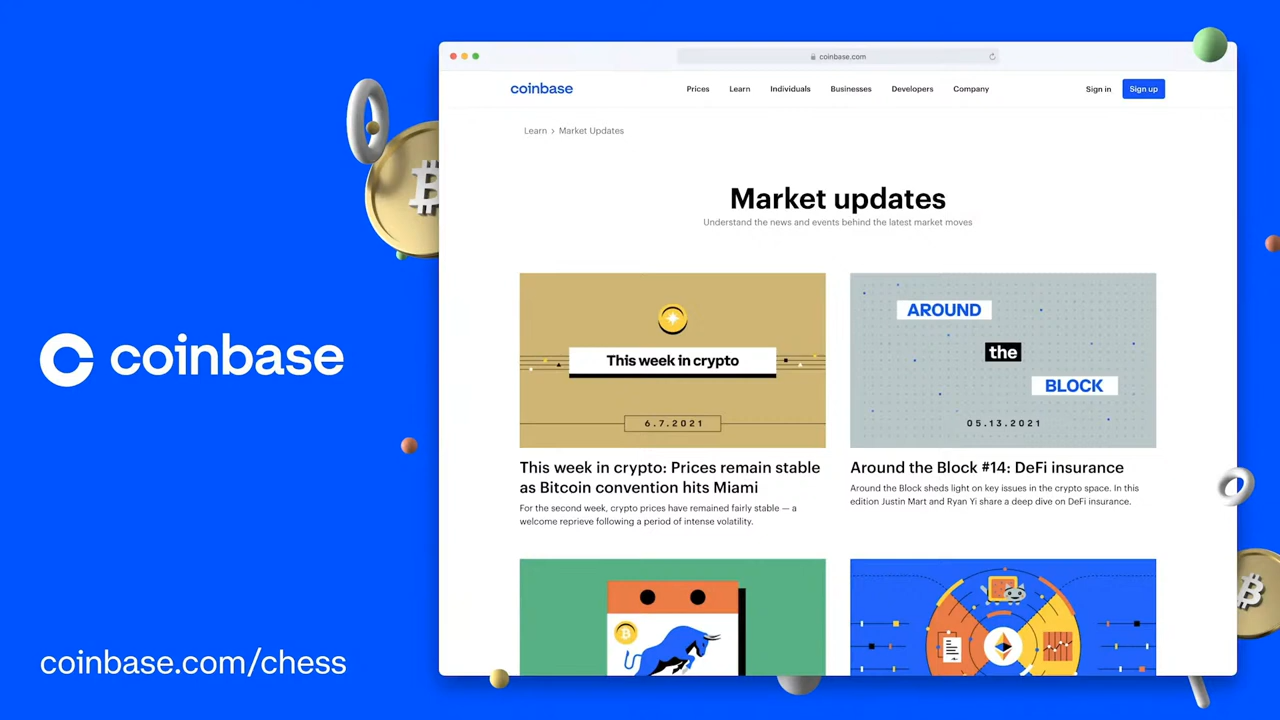 coinbase
coinbase.com/chess
coinbase.com
coinbase
Prices
Learn
Individuals
Businesses
Developers
Company
Sign in
Sign up
Learn › Market Updates
Market updates
Understand the news and events behind the latest market moves
This week in crypto
6.7.2021
This week in crypto: Prices remain stable
as Bitcoin convention hits Miami
For the second week, crypto prices have remained fairly stable — a
welcome reprieve following a period of intense volatility.
AROUND
the
BLOCK
05.13.2021
Around the Block #14: DeFi insurance
Around the Block sheds light on key issues in the crypto space. In this
edition Justin Mart and Ryan Yi share a deep dive on DeFi insurance.